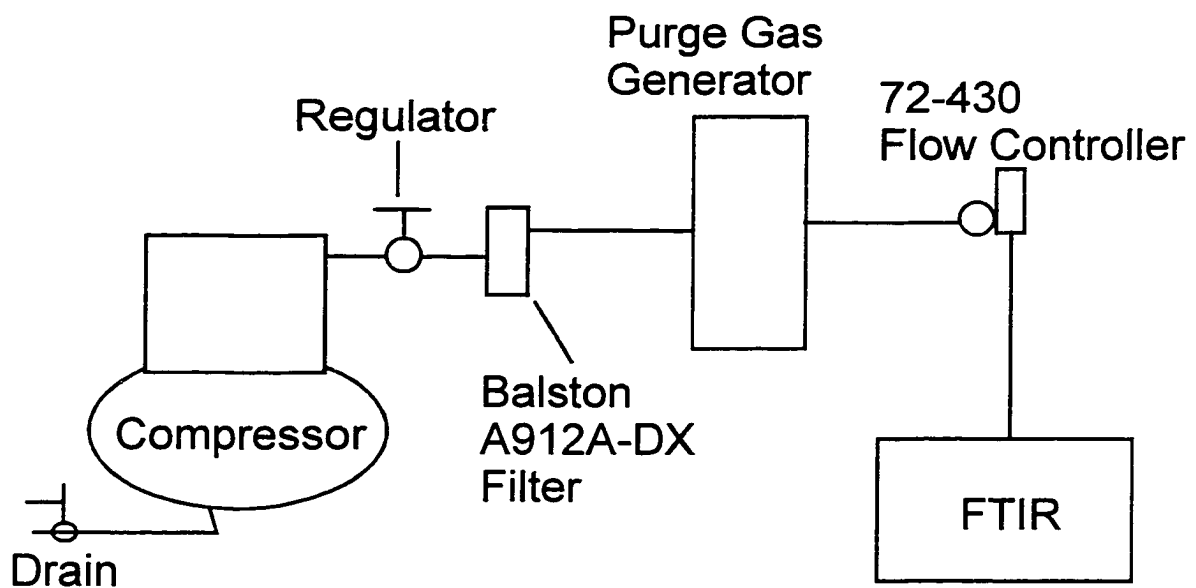 Purge Gas
Generator
72-430
Flow Controller
Regulator
Compressor
Balston
A912A-DX
Filter
FTIR
Drain